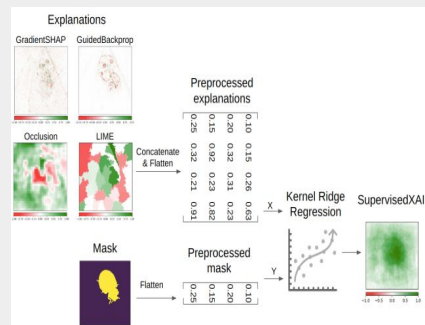 Explanations
GradientSHAP GuidedBackprop
Occlusion LIME
Concatenate
& Flatten
Preprocessed
explanations
0.25 0.15 0.20 0.10
0.32 0.92 0.32 0.15
0.21 0.23 0.31 0.26
0.91 0.82 0.23 0.63
X
Kernel Ridge
Regression
SupervisedXAI
Mask
Flatten
Preprocessed
mask
0.25 0.15 0.20 0.10
Y
−1.0 −0.5 0.0 0.5 1.0